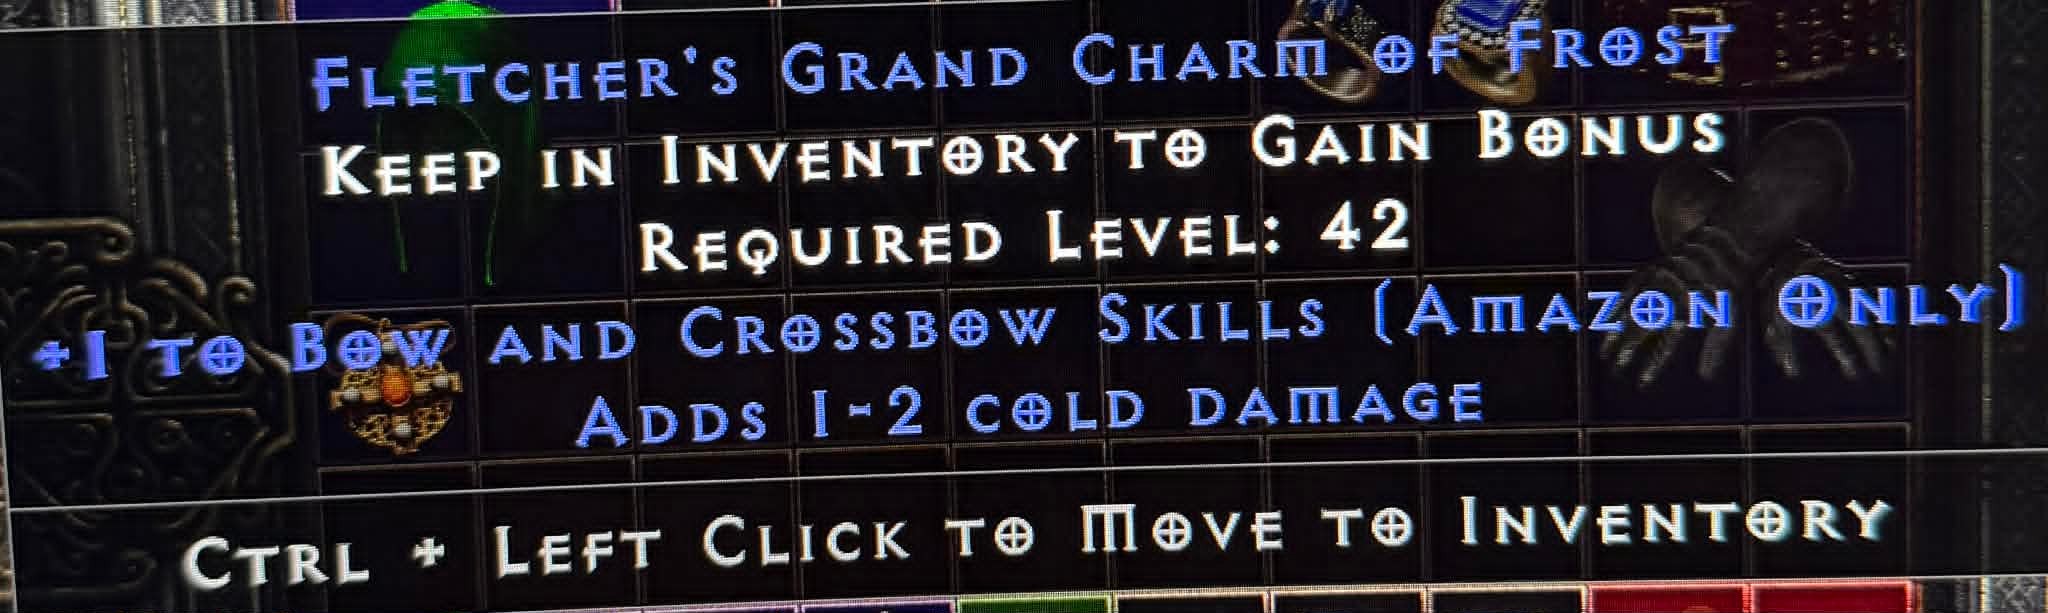 Fletcher's Grand Charm of Frost
Keep in Inventory to Gain Bonus
Required Level: 42
+1 to Bow and Crossbow Skills (Amazon Only)
Adds 1-2 cold damage
Ctrl + Left Click to Move to Inventory